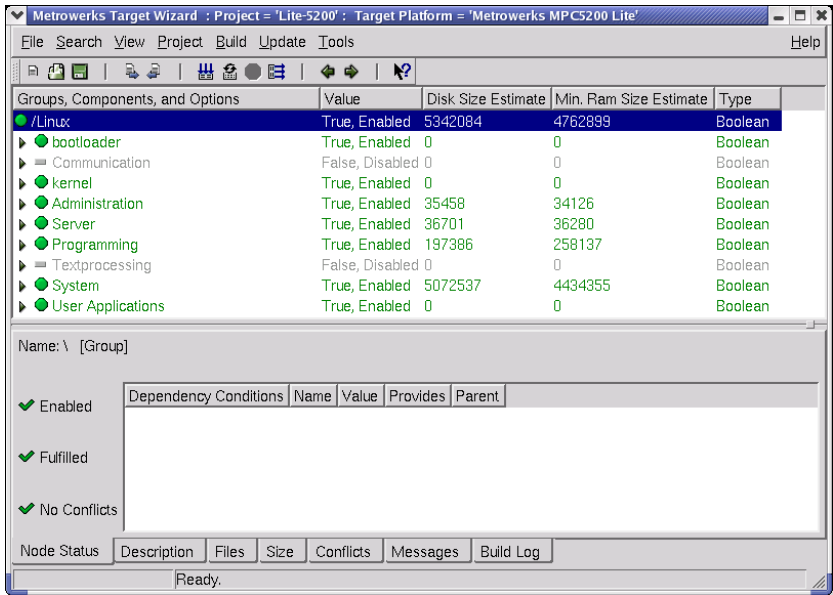 Metrowerks Target Wizard : Project = 'Lite-5200' : Target Platform = 'Metrowerks MPC5200 Lite'
File Search View Project Build Update Tools Help
Groups, Components, and Options Value Disk Size Estimate Min. Ram Size Estimate Type
/Linux True, Enabled 5342084 4762899 Boolean
bootloader True, Enabled 0 0 Boolean
Communication False, Disabled 0 0 Boolean
kernel True, Enabled 0 0 Boolean
Administration True, Enabled 35458 34126 Boolean
Server True, Enabled 36701 36280 Boolean
Programming True, Enabled 197386 258137 Boolean
Textprocessing False, Disabled 0 0 Boolean
System True, Enabled 5072537 4434355 Boolean
User Applications True, Enabled 0 0 Boolean
Name: \ [Group]
Dependency Conditions Name Value Provides Parent
Enabled
Fulfilled
No Conflicts
Node Status Description Files Size Conflicts Messages Build Log
Ready.